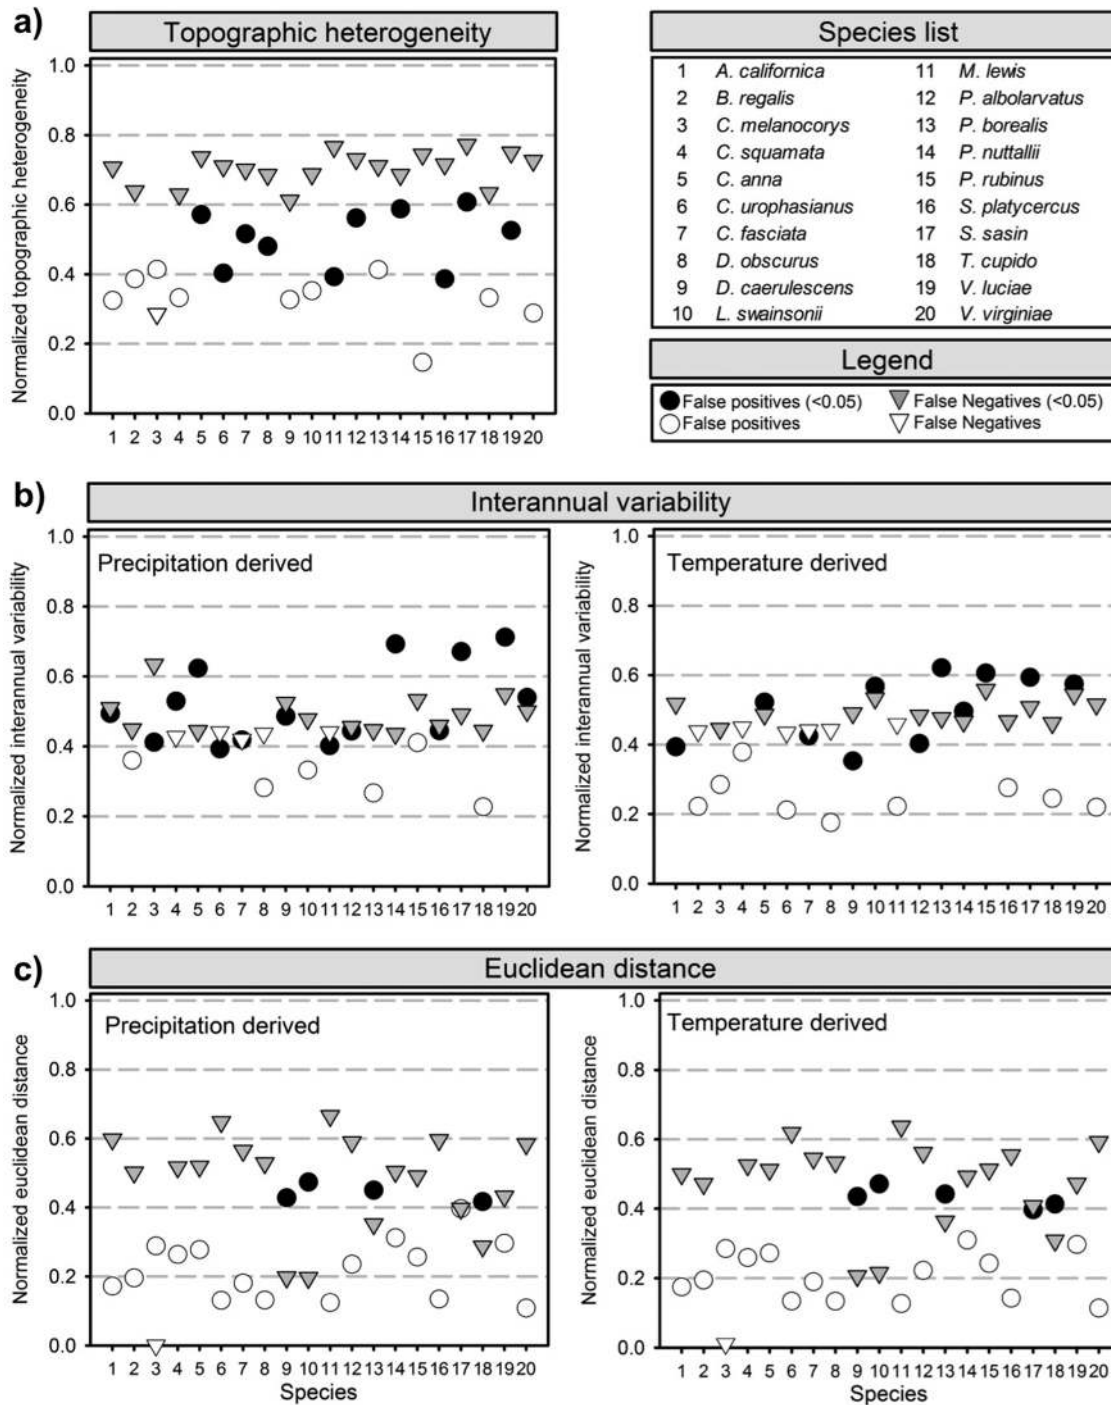 a)
Topographic heterogeneity
Normalized topographic heterogeneity
1.0
0.8
0.6
0.4
0.2
0.0
1 2 3 4 5 6 7 8 9 10 11 12 13 14 15 16 17 18 19 20
Species list
1 A. californica 11 M. lewis
2 B. regalis 12 P. albolarvatus
3 C. melanocorys 13 P. borealis
4 C. squamata 14 P. nuttallii
5 C. anna 15 P. rubinus
6 C. urophasianus 16 S. platycercus
7 C. fasciata 17 S. sasin
8 D. obscurus 18 T. cupido
9 D. caerulescens 19 V. luciae
10 L. swainsonii 20 V. virginiae
Legend
False positives (<0.05) False Negatives (<0.05)
False positives False Negatives
b)
Interannual variability
Normalized interannual variability
Precipitation derived
1.0
0.8
0.6
0.4
0.2
0.0
1 2 3 4 5 6 7 8 9 10 11 12 13 14 15 16 17 18 19 20
Normalized interannual variability
Temperature derived
1.0
0.8
0.6
0.4
0.2
0.0
1 2 3 4 5 6 7 8 9 10 11 12 13 14 15 16 17 18 19 20
c)
Euclidean distance
Normalized euclidean distance
Precipitation derived
1.0
0.8
0.6
0.4
0.2
0.0
1 2 3 4 5 6 7 8 9 10 11 12 13 14 15 16 17 18 19 20
Species
Normalized euclidean distance
Temperature derived
1.0
0.8
0.6
0.4
0.2
0.0
1 2 3 4 5 6 7 8 9 10 11 12 13 14 15 16 17 18 19 20
Species